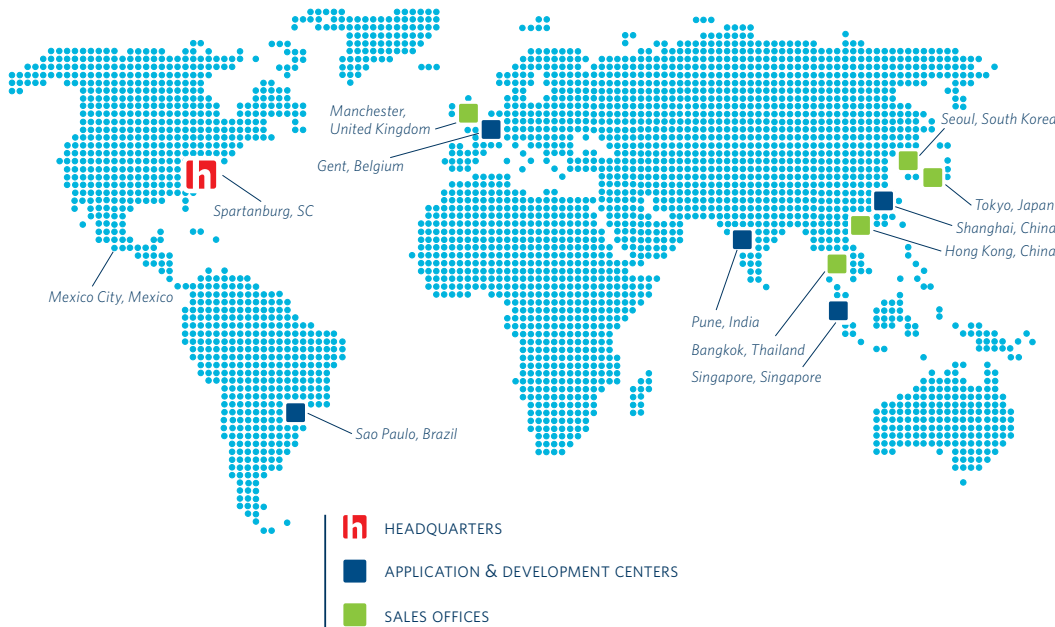 Manchester,
United Kingdom
Gent, Belgium
Seoul, South Korea
Spartanburg, SC
Tokyo, Japan
Shanghai, China
Hong Kong, China
Mexico City, Mexico
Pune, India
Bangkok, Thailand
Singapore, Singapore
Sao Paulo, Brazil
h
h HEADQUARTERS
APPLICATION & DEVELOPMENT CENTERS
SALES OFFICES